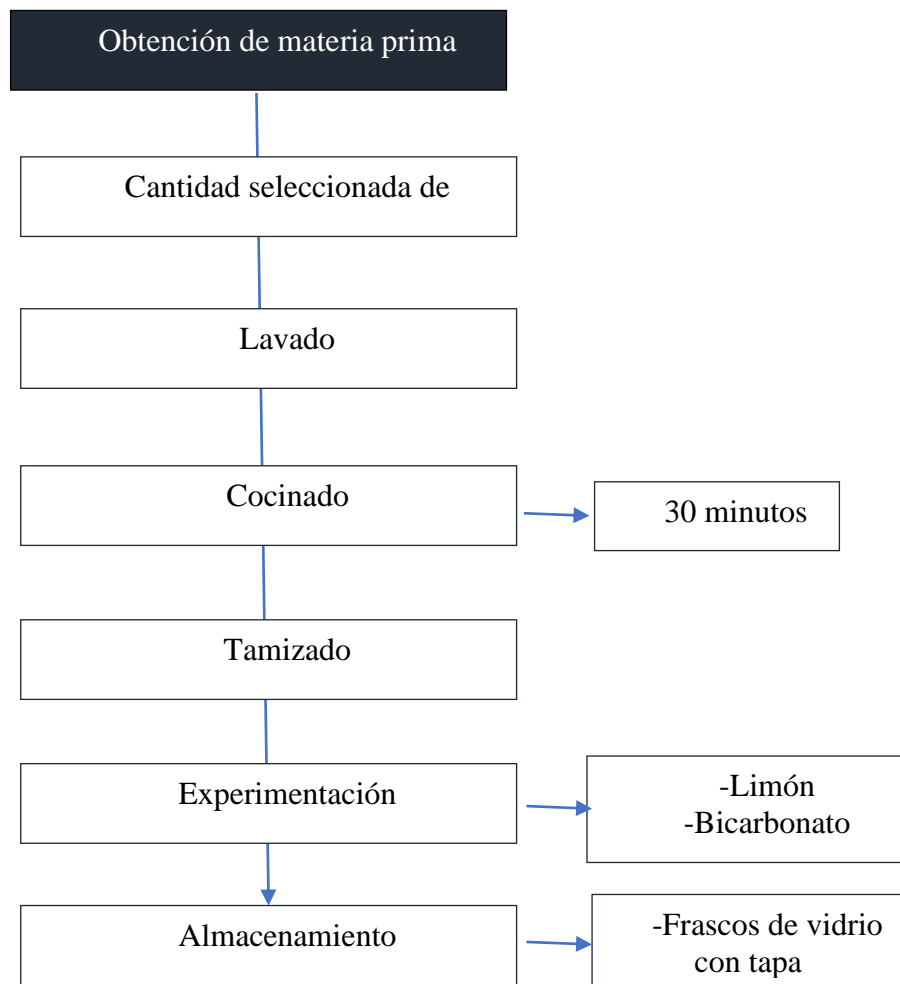 Obtención de materia prima
Cantidad seleccionada de
Lavado
Cocinado
30 minutos
Tamizado
Experimentación
-Limón
-Bicarbonato
Almacenamiento
-Frascos de vidrio
con tapa